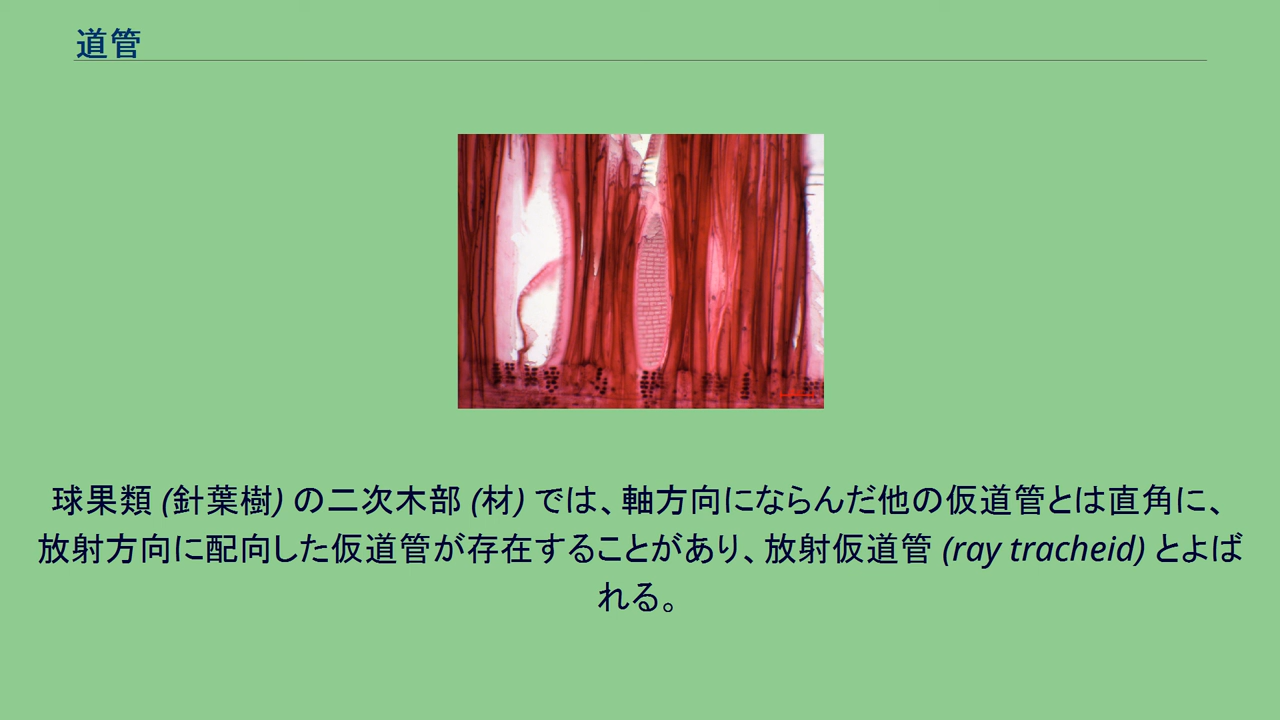 道管
球果類 (針葉樹) の二次木部 (材) では、軸方向にならんだ他の仮道管とは直角に、
放射方向に配向した仮道管が存在することがあり、放射仮道管 (ray tracheid) とよば
れる。